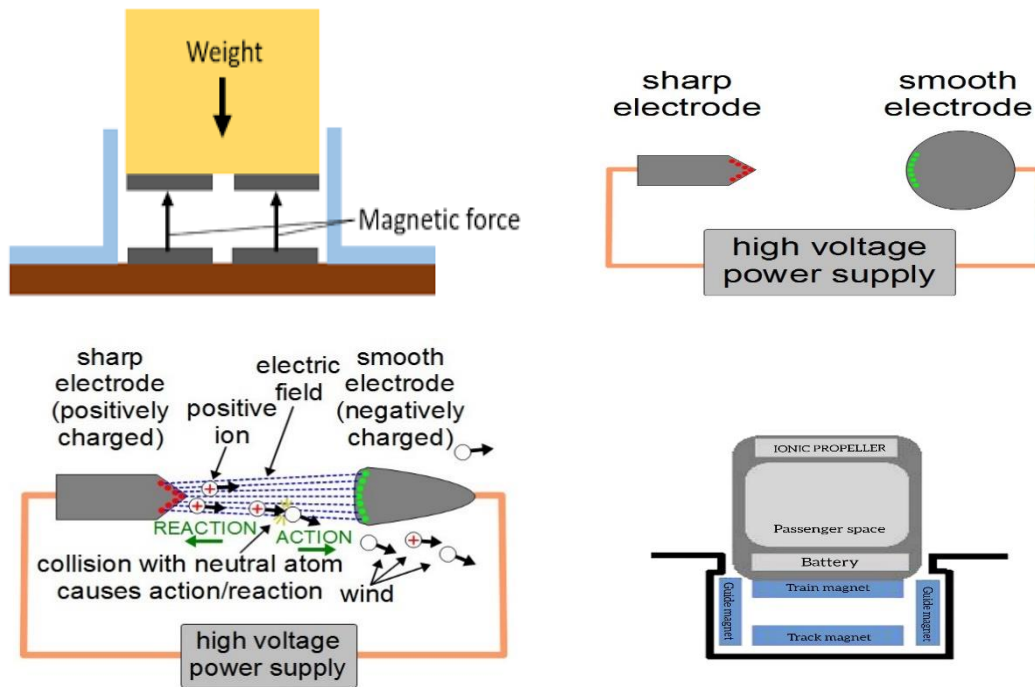 Weight
Magnetic force
sharp
electrode
smooth
electrode
high voltage
power supply
sharp
electrode
(positively
charged)
positive
ion
electric
field
smooth
electrode
(negatively
charged)
+
+
+
REACTION
ACTION
collision with neutral atom
causes action/reaction
+
wind
high voltage
power supply
IONIC PROPELLER
Passenger space
Battery
Train magnet
Guide magnet
Guide magnet
Track magnet